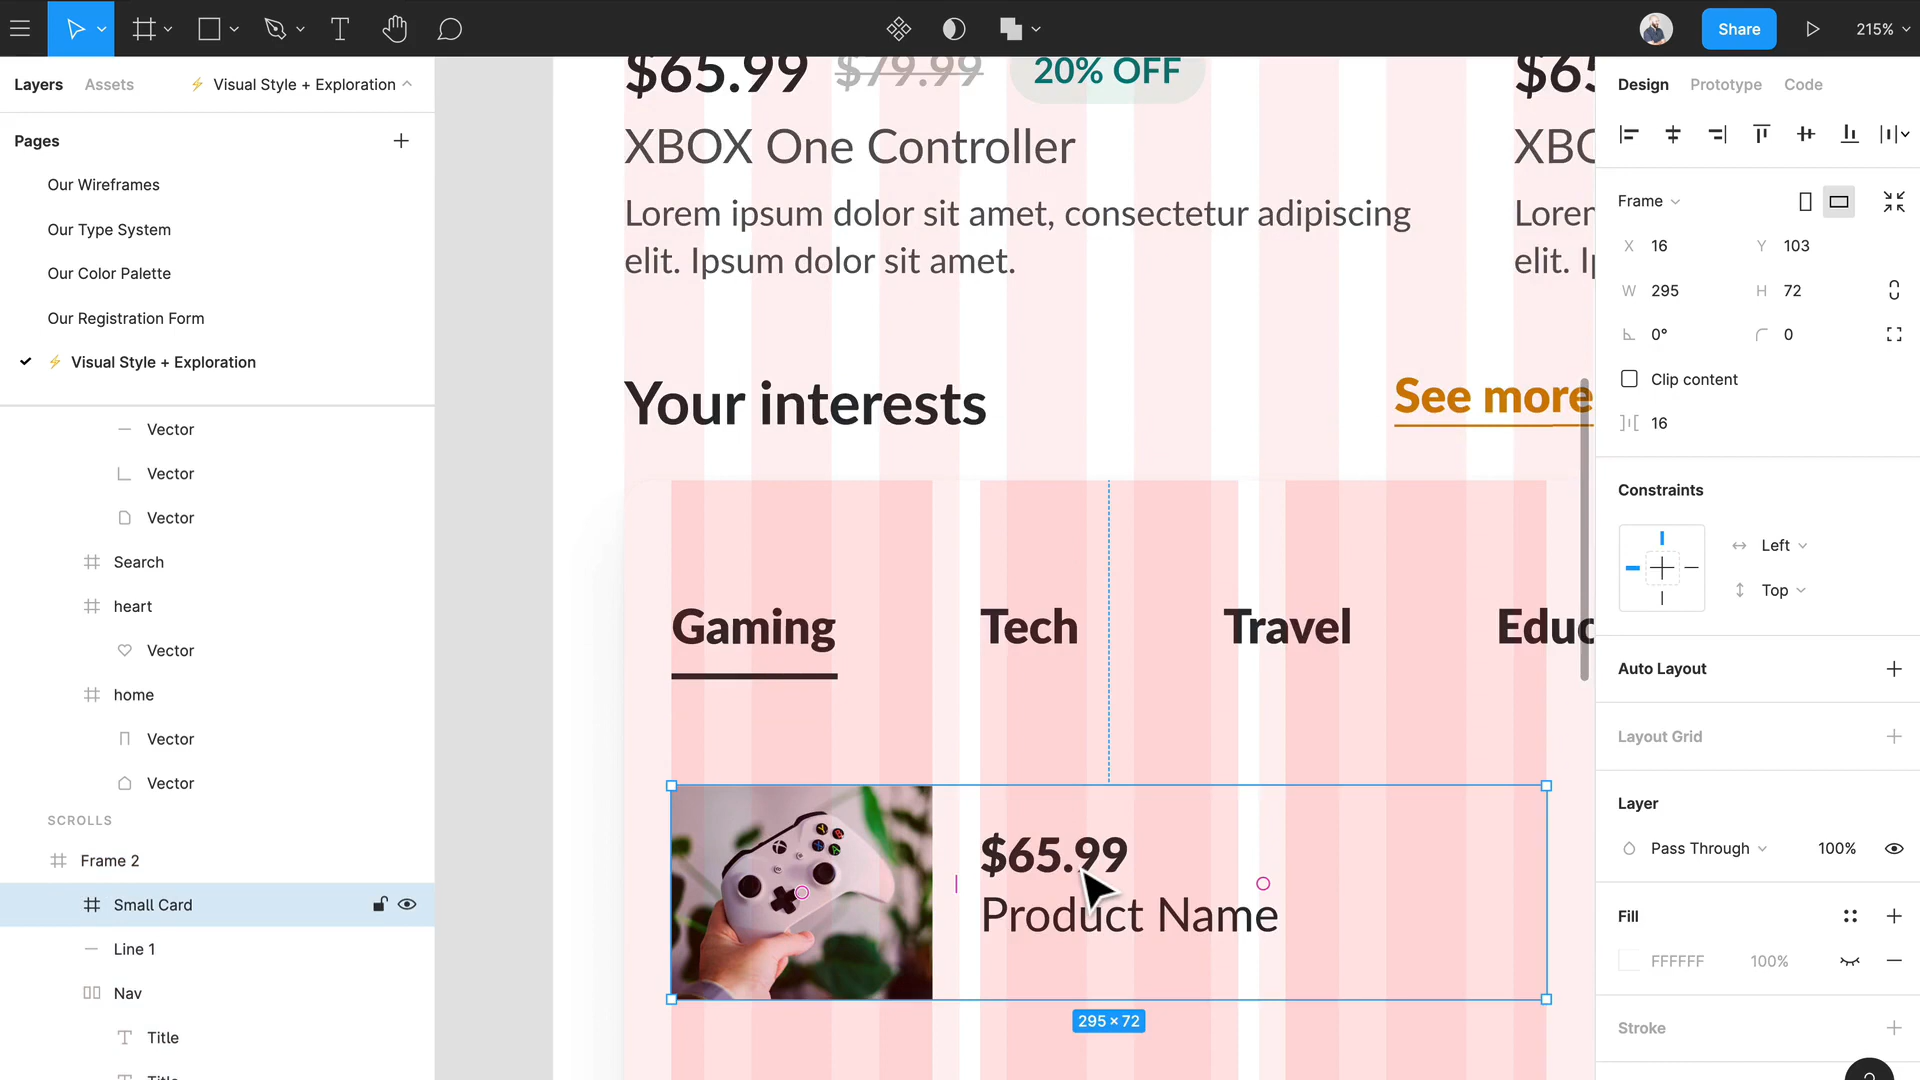 Share
215%
Layers
Assets
Visual Style + Exploration
Pages
Our Wireframes
Our Type System
Our Color Palette
Our Registration Form
Visual Style + Exploration
Vector
Vector
Vector
Search
heart
Vector
home
Vector
Vector
SCROLLS
Frame 2
Small Card
Line 1
Nav
Title
Title
$65.99 $79.99 20% OFF
XBOX One Controller
Lorem ipsum dolor sit amet, consectetur adipiscing
elit. Ipsum dolor sit amet.
Your interests
See more
Gaming
Tech
Travel
Educ
$65.99
Product Name
295 × 72
Design
Prototype
Code
Frame
X 16
Y 103
W 295
H 72
0°
0
Clip content
16
Constraints
Left
Top
Auto Layout
Layout Grid
Layer
Pass Through
100%
Fill
FFFFFF
100%
Stroke